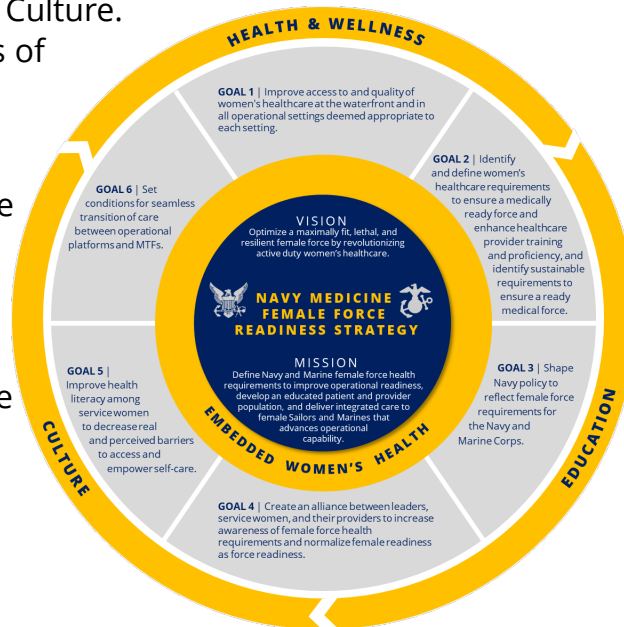 Culture.
s of
e
e
HEALTH & WELLNESS
GOAL 1 | Improve access to and quality of
women's healthcare at the waterfront and in
all operational settings deemed appropriate to
each setting.
GOAL 2 | Identify
and define women's
healthcare requirements
to ensure a medically
ready force and
enhance healthcare
provider training
and proficiency, and
identify sustainable
requirements to
ensure a ready
medical force.
GOAL 3 | Shape
Navy policy to
reflect female force
requirements for
the Navy and
Marine Corps.
EDUCATION
GOAL 4 | Create an alliance between leaders,
service women, and their providers to increase
awareness of female force health
requirements and normalize female readiness
as force readiness.
GOAL 5 |
Improve health
literacy among
service women
to decrease real
and perceived barriers
to access and
empower self-care.
CULTURE
GOAL 6 | Set
conditions for seamless
transition of care
between operational
platforms and MTFs.
VISION
Optimize a maximally fit, lethal, and
resilient female force by revolutionizing
active duty women's healthcare.
NAVY MEDICINE
FEMALE FORCE
READINESS STRATEGY
MISSION
Define Navy and Marine female force health
requirements to improve operational readiness,
develop an educated patient and provider
population, and deliver integrated care to
female Sailors and Marines that
advances operational
capability.
EMBEDDED WOMEN'S HEALTH